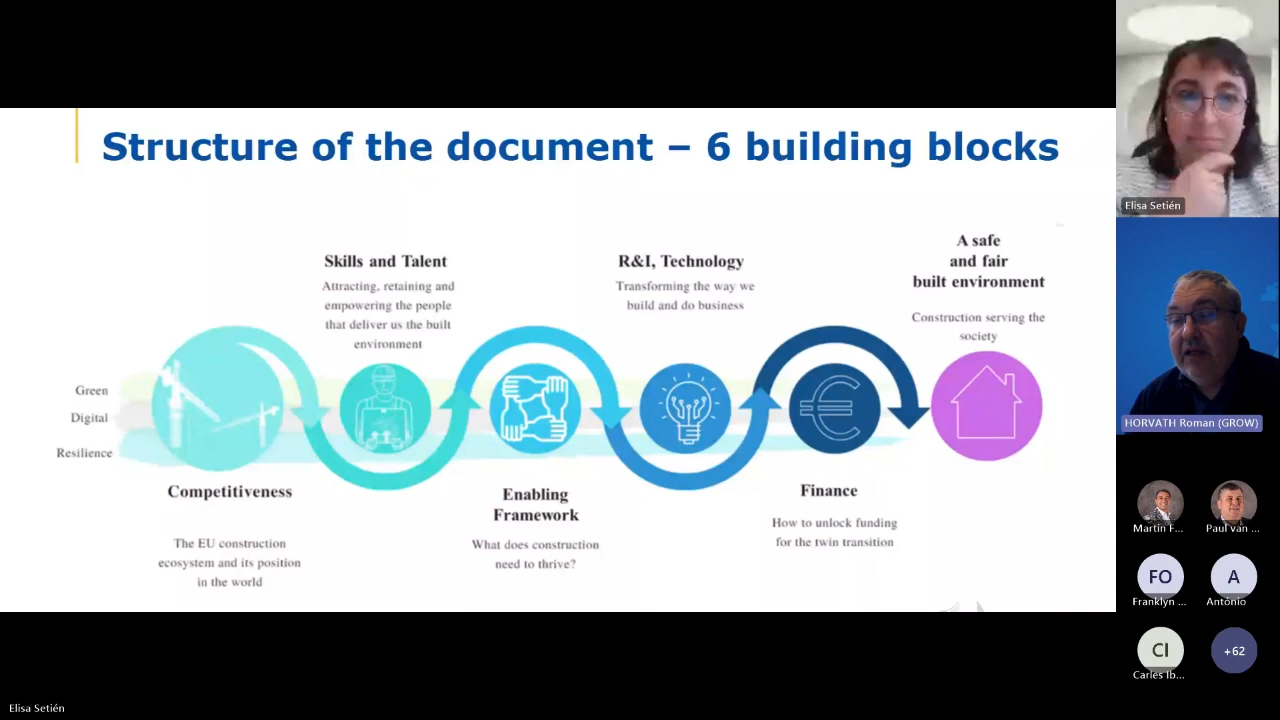 Structure of the document – 6 building blocks
Skills and Talent
Attracting, retaining and
empowering the people
that deliver us the built
environment
R&I, Technology
Transforming the way we
build and do business
A safe
and fair
built environment
Construction serving the
society
Green
Digital
Resilience
Competitiveness
The EU construction
ecosystem and its position
in the world
Enabling
Framework
What does construction
need to thrive?
Finance
How to unlock funding
for the twin transition
Elisa Setién
HORVATH Roman (GROW)
Martin F...
Paul van ...
FO
Franklyn ...
A
Antonio
CI
Carles Ib...
+62
Elisa Setién